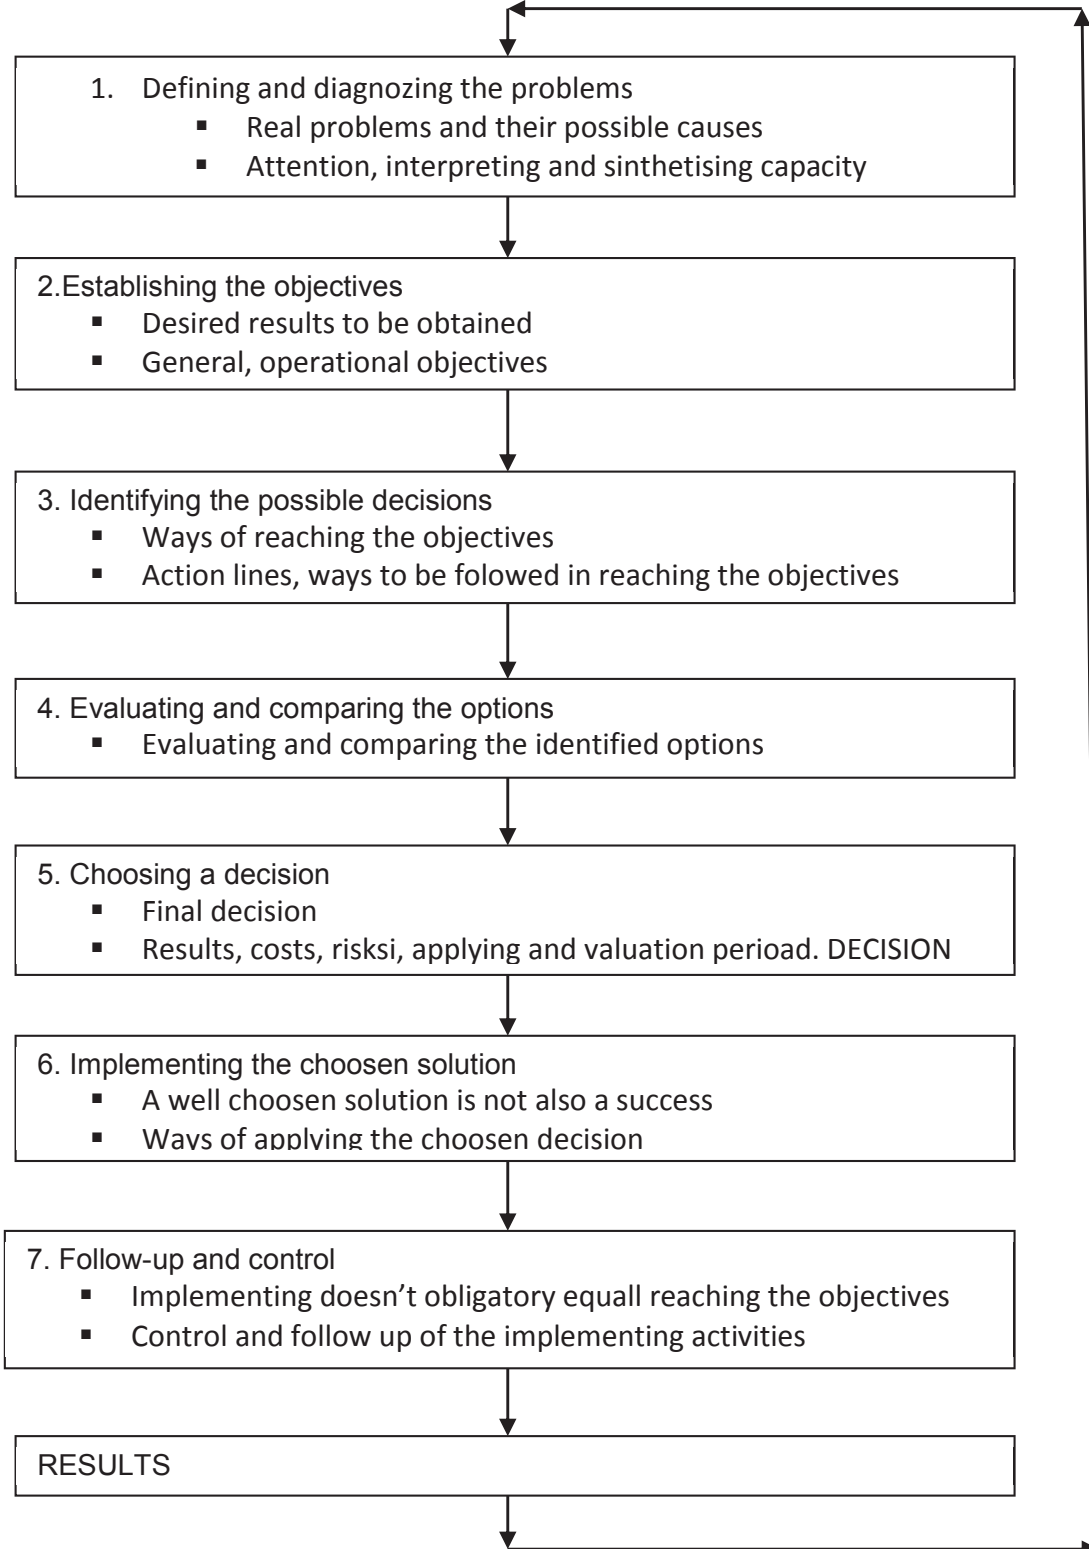 1. Defining and diagnozing the problems
▪ Real problems and their possible causes
▪ Attention, interpreting and sinthetising capacity
2.Establishing the objectives
▪ Desired results to be obtained
▪ General, operational objectives
3. Identifying the possible decisions
▪ Ways of reaching the objectives
▪ Action lines, ways to be folowed in reaching the objectives
4. Evaluating and comparing the options
▪ Evaluating and comparing the identified options
5. Choosing a decision
▪ Final decision
▪ Results, costs, risksi, applying and valuation perioad. DECISION
6. Implementing the choosen solution
▪ A well choosen solution is not also a success
▪ Ways of applying the choosen decision
7. Follow-up and control
▪ Implementing doesn’t obligatory equall reaching the objectives
▪ Control and follow up of the implementing activities
RESULTS